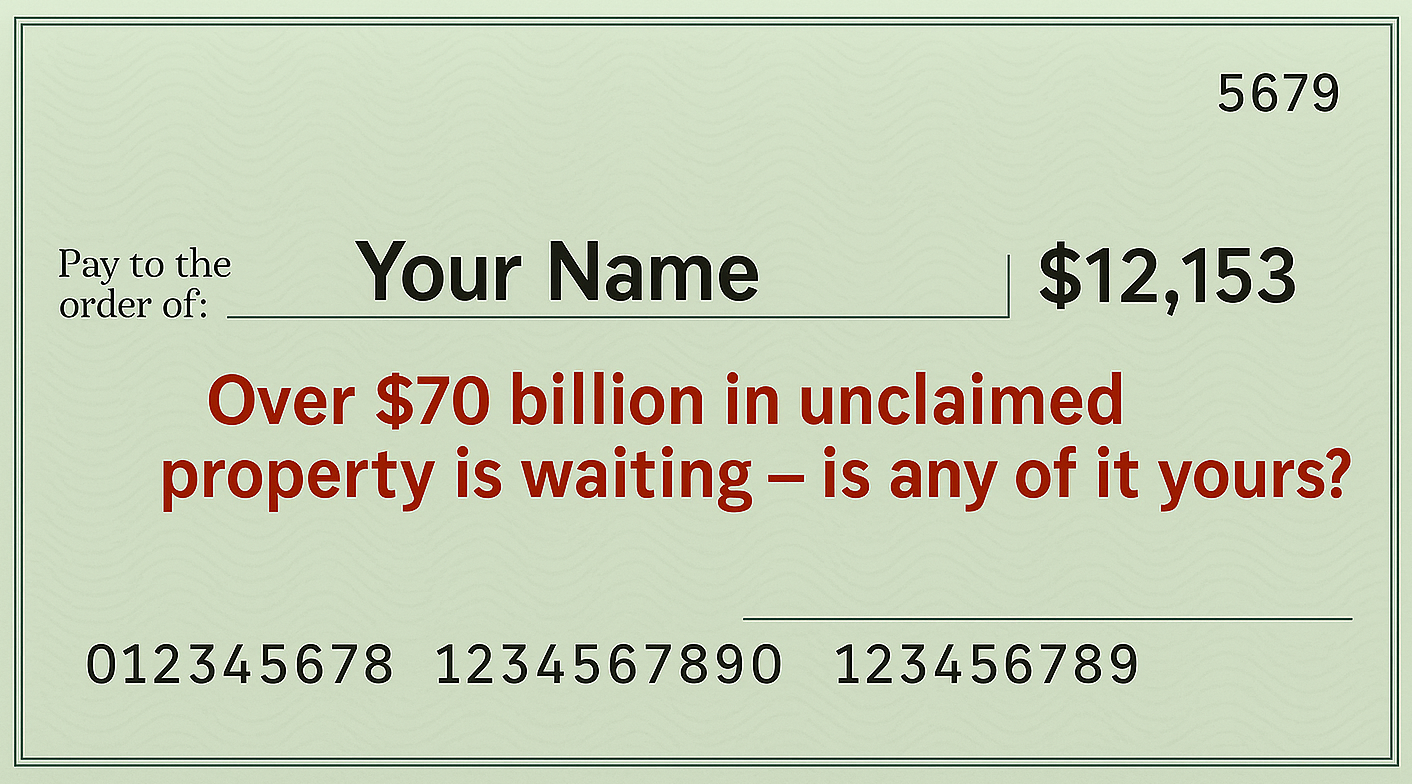 5679
Pay to the
order of:
Your Name
$12,153
Over $70 billion in unclaimed
property is waiting – is any of it yours?
012345678 1234567890 123456789